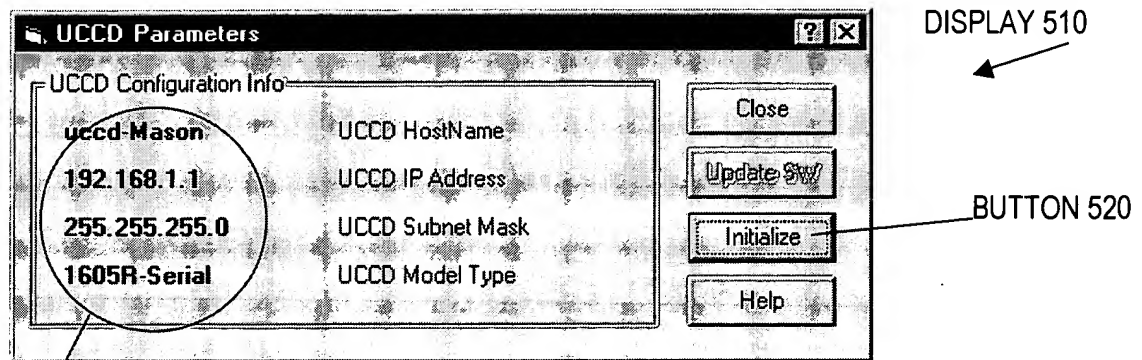 UCCD Parameters
DISPLAY 510
UCCD Configuration Info
uccd-Mason UCCD HostName
192.168.1.1 UCCD IP Address
255.255.255.0 UCCD Subnet Mask
1605R-Serial UCCD Model Type
Close
Update SW
Initialize
BUTTON 520
Help